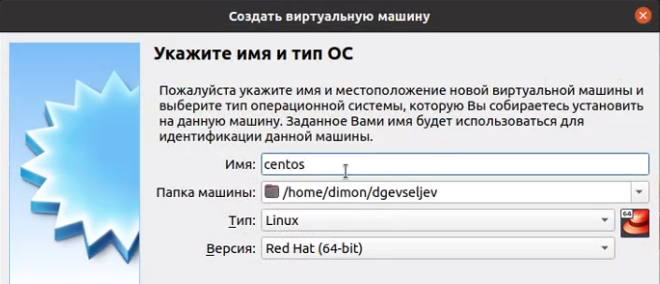 Создать виртуальную машину
Укажите имя и тип ОС
Пожалуйста укажите имя и местоположение новой виртуальной машины и
выберите тип операционной системы, которую Вы собираетесь установить
на данную машину. Заданное Вами имя будет использоваться для
идентификации данной машины.
Имя: centos
Папка машины: /home/dimon/dgevseljev
Тип: Linux 64
Версия: Red Hat (64-bit)